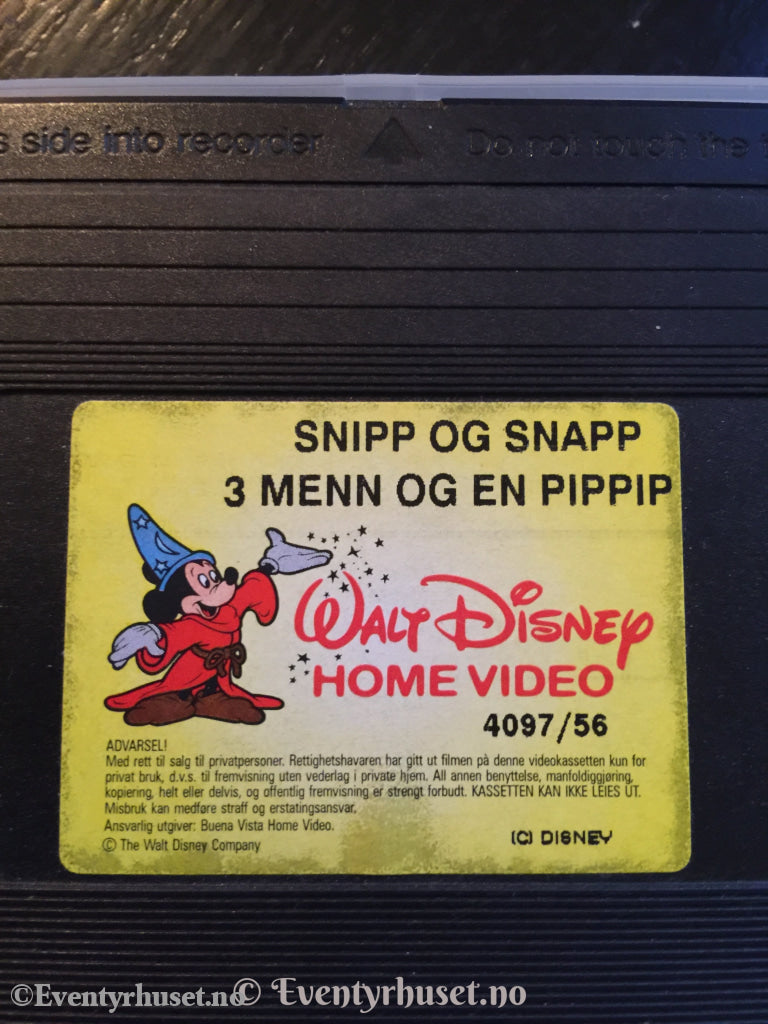 side into recorder Do not touch the
SNIPP OG SNAPP
3 MENN OG EN PIPPIP
WALT DISNEY
HOME VIDEO
4097/56
ADVARSEL!
Med rett til salg til privatpersoner. Rettighetshavaren har gitt ut filmen på denne videokassetten kun for
privat bruk, d.v.s. til fremvisning uten vederlag i private hjem. All annen benyttelse, manfoldiggjøring,
kopiering, helt eller delvis, og offentlig fremvisning er strengt forbudt. KASSETTEN KAN IKKE LEIES UT.
Misbruk kan medføre straff og erstatingsansvar.
Ansvarlig utgiver: Buena Vista Home Video.
© The Walt Disney Company
(C) DISNEY
©Eventyrhuset.no
© Eventyrhuset.no